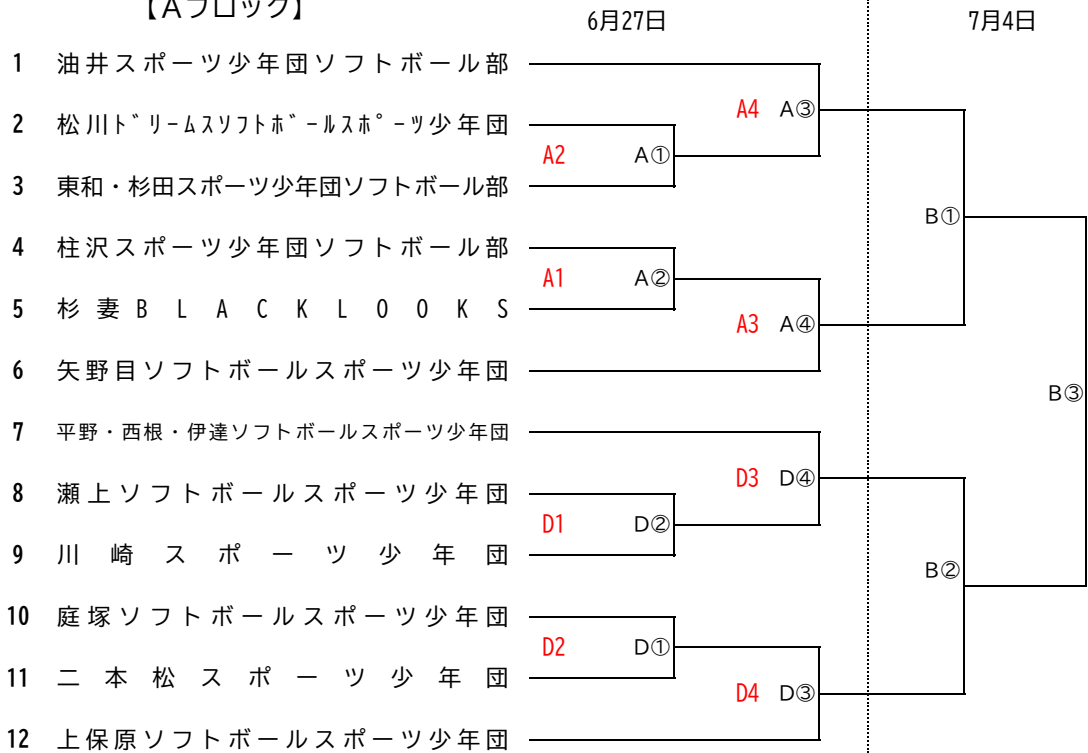 【Aブロック】
6月27日
7月4日
1 油井スポーツ少年団ソフトボール部
A4 A③
2 松川ﾄﾞﾘｰﾑｽｿﾌﾄﾎﾞｰﾙｽﾎﾟｰﾂ少年団
A2 A①
3 東和・杉田スポーツ少年団ソフトボール部
B①
4 柱沢スポーツ少年団ソフトボール部
A1 A②
5 杉妻BLACKLOOKS
A3 A④
6 矢野目ソフトボールスポーツ少年団
B③
7 平野・西根・伊達ソフトボールスポーツ少年団
D3 D④
8 瀬上ソフトボールスポーツ少年団
D1 D②
9 川崎スポーツ少年団
B②
10 庭塚ソフトボールスポーツ少年団
D2 D①
11 二本松スポーツ少年団
D4 D③
12 上保原ソフトボールスポーツ少年団